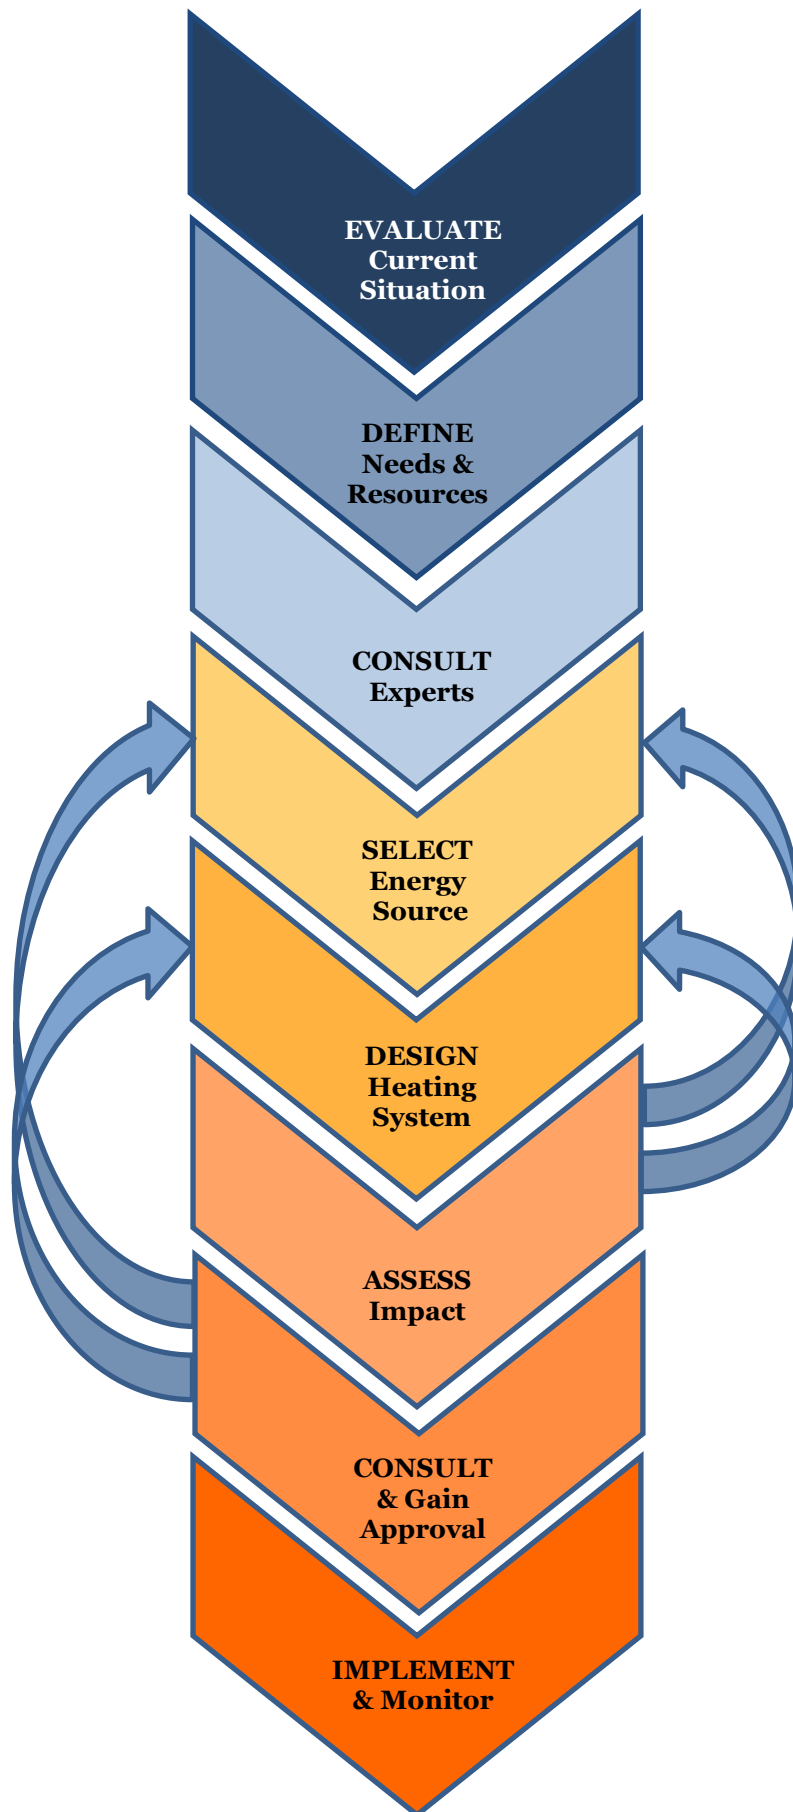 EVALUATE
Current
Situation
DEFINE
Needs &
Resources
CONSULT
Experts
SELECT
Energy
Source
DESIGN
Heating
System
ASSESS
Impact
CONSULT
& Gain
Approval
IMPLEMENT
& Monitor